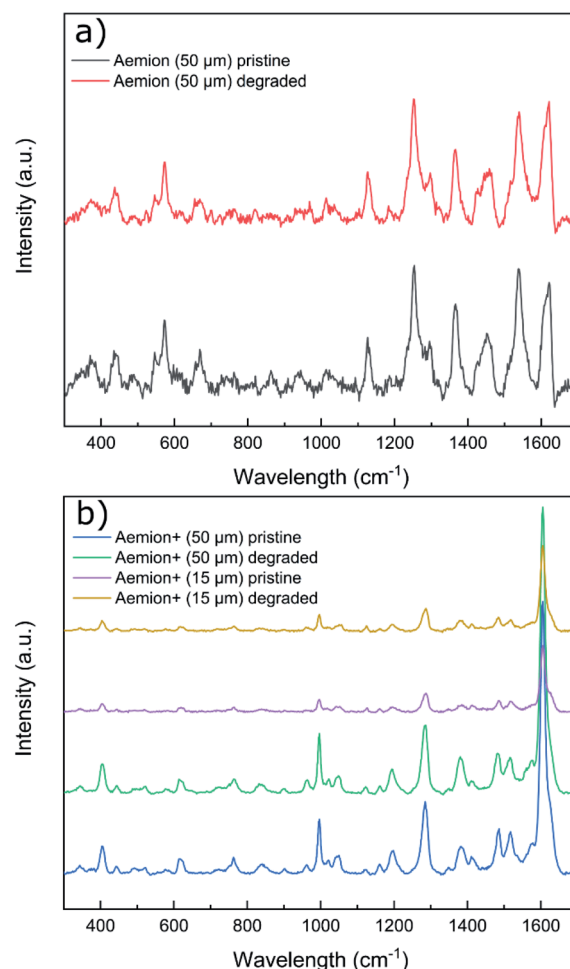 a)
Aemion (50 µm) pristine
Aemion (50 µm) degraded
Intensity (a.u.)
400 600 800 1000 1200 1400 1600
Wavelength (cm⁻¹)
b)
Aemion+ (50 µm) pristine
Aemion+ (50 µm) degraded
Aemion+ (15 µm) pristine
Aemion+ (15 µm) degraded
Intensity (a.u.)
400 600 800 1000 1200 1400 1600
Wavelength (cm⁻¹)